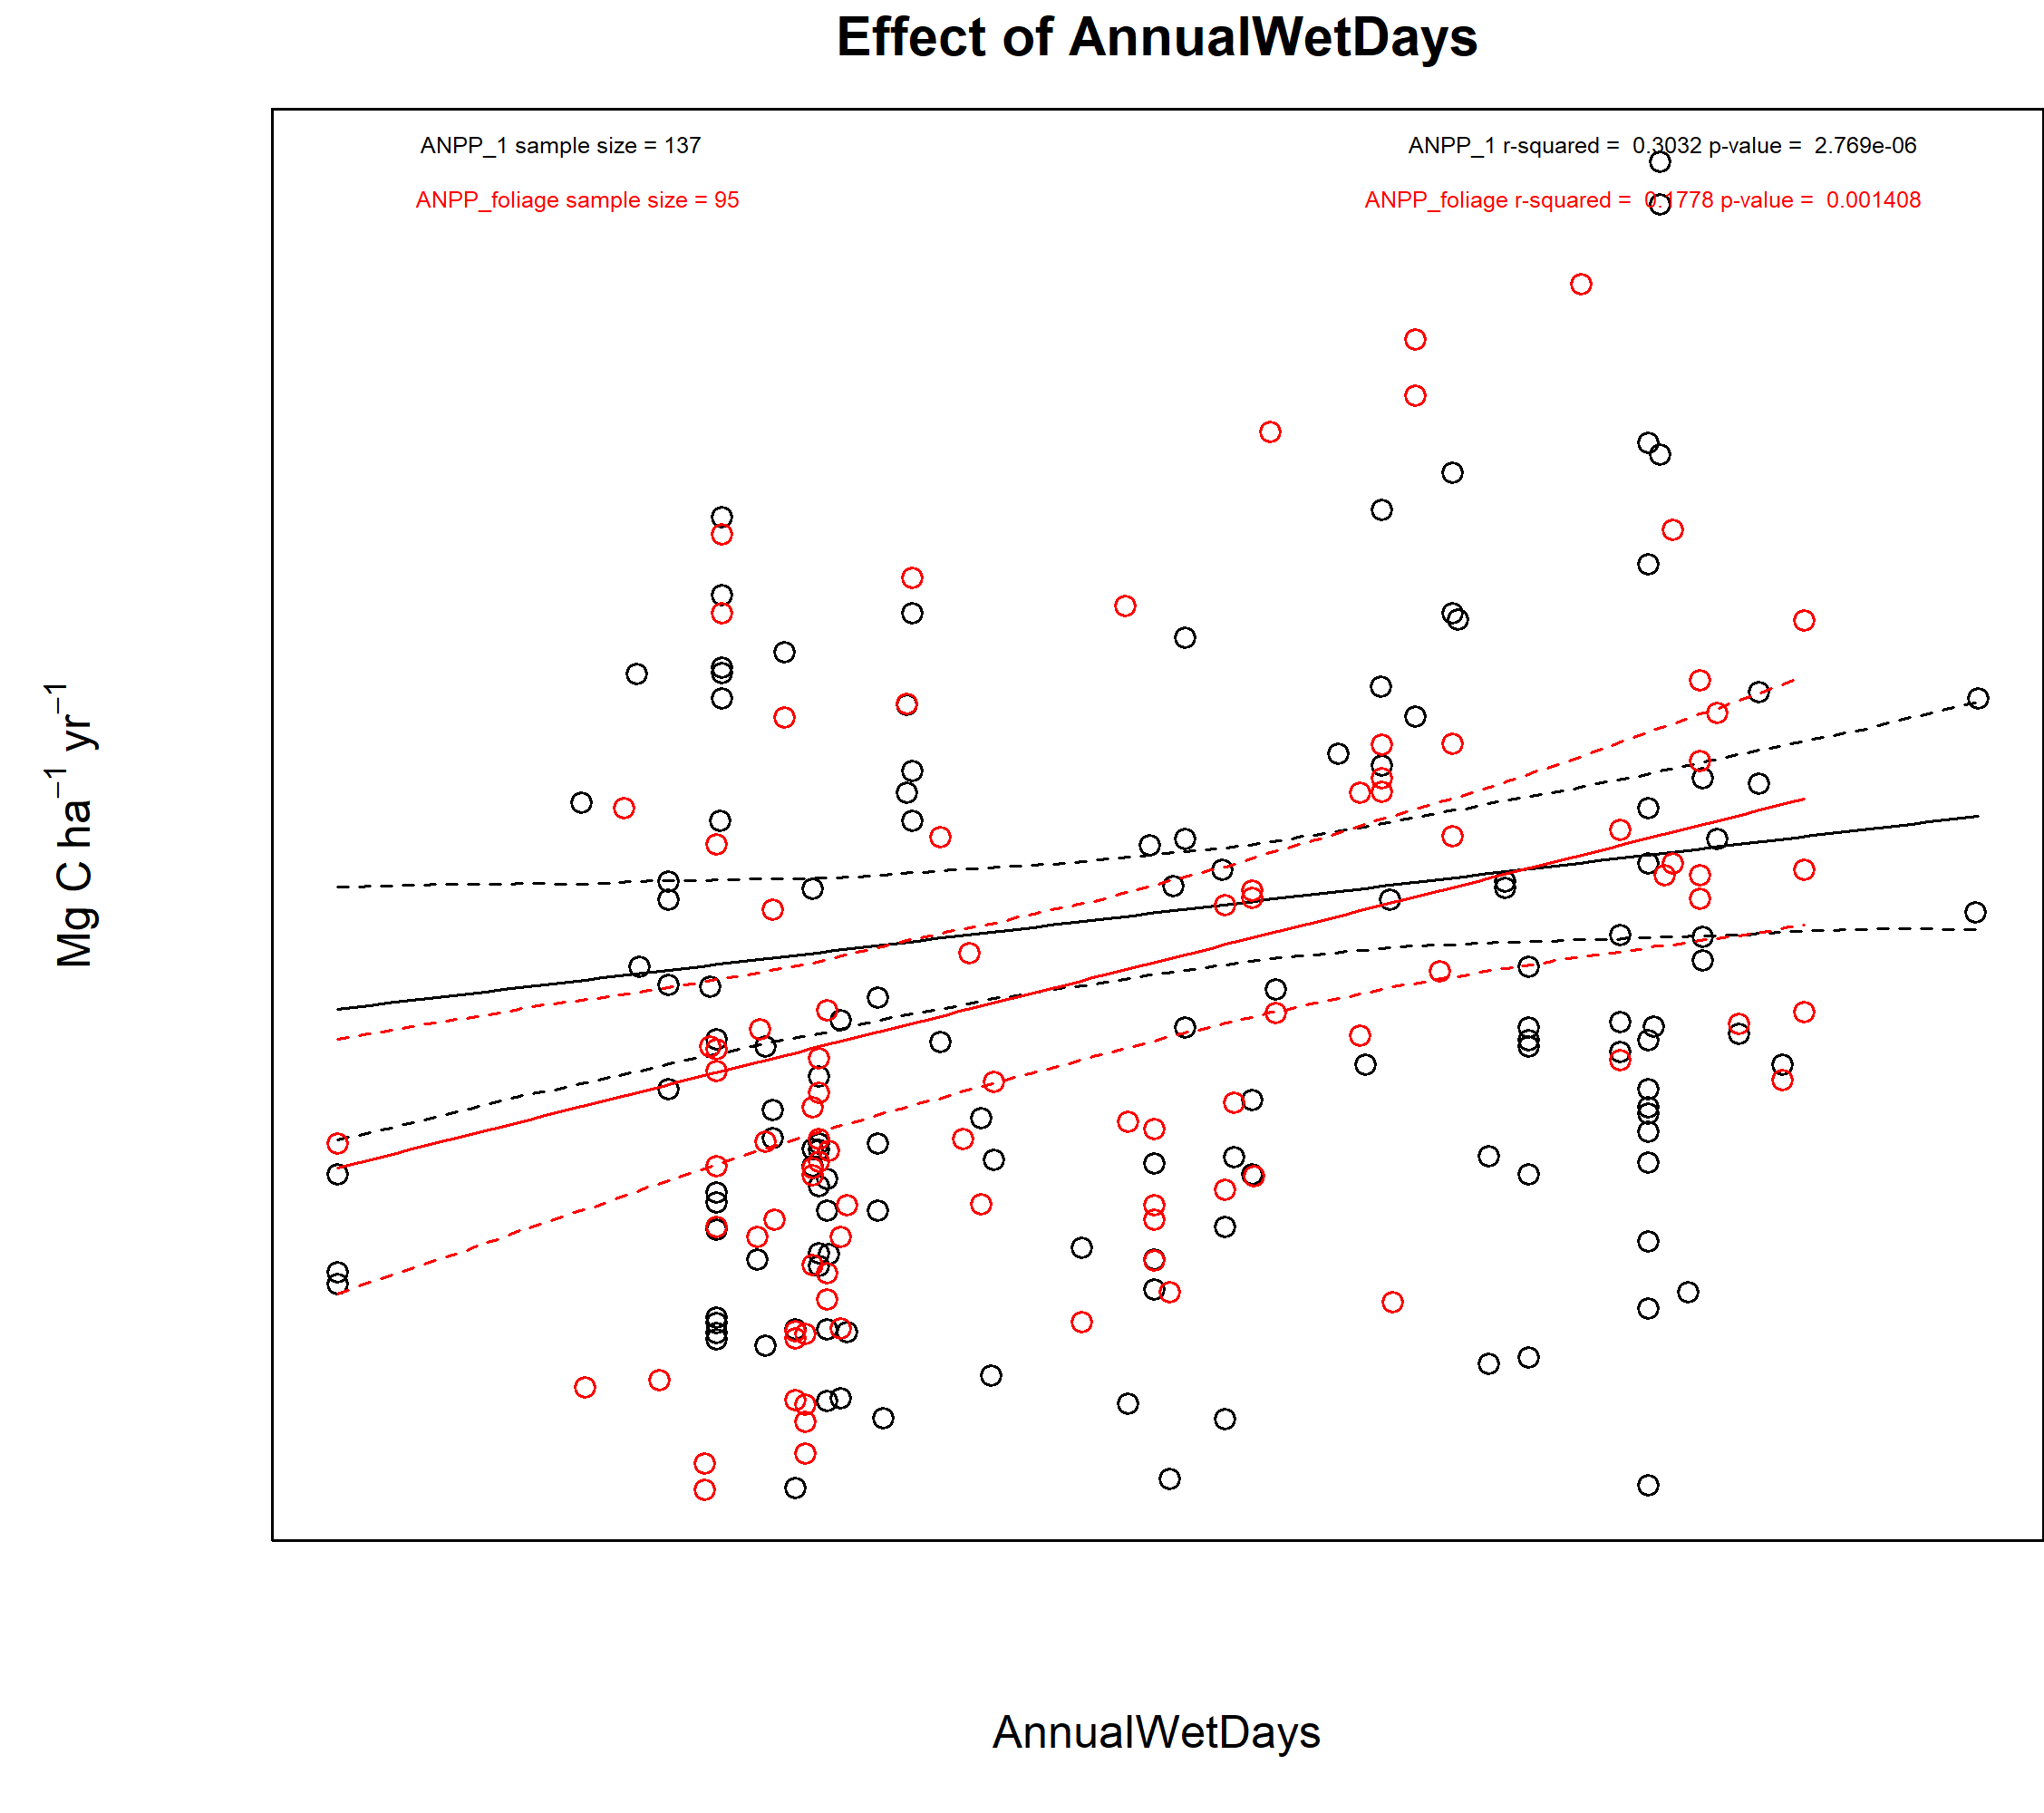 Effect of AnnualWetDays
ANPP_1 sample size = 137
ANPP_1 r-squared = 0.3032 p-value = 2.769e-06
ANPP_foliage sample size = 95
ANPP_foliage r-squared = 0.1778 p-value = 0.001408
Mg C ha⁻¹ yr⁻¹
AnnualWetDays